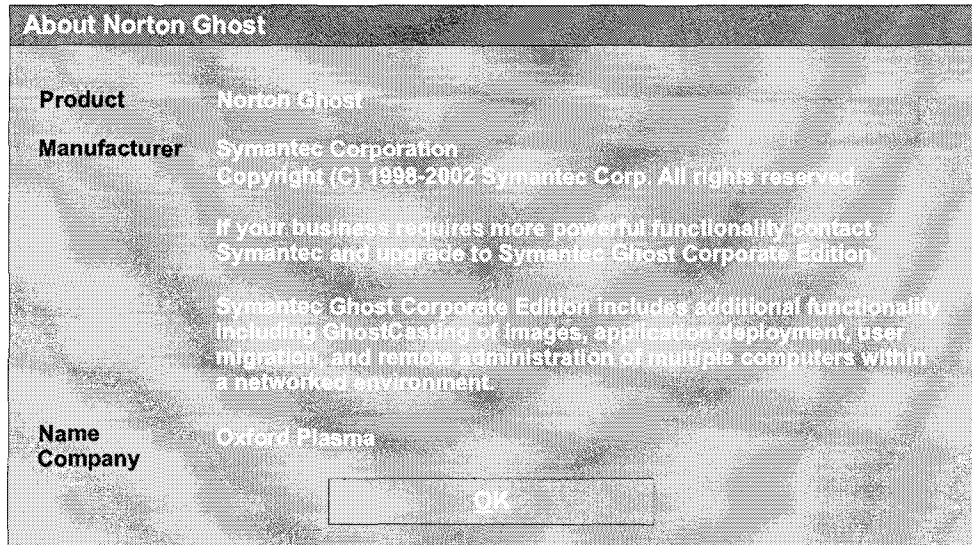 About Norton Ghost
Product Norton Ghost
Manufacturer Symantec Corporation
Copyright (C) 1998-2002 Symantec Corp. All rights reserved
If your business requires more powerful functionality contact
Symantec and upgrade to Symantec Ghost Corporate Edition.
Symantec Ghost Corporate Edition includes additional functionality
including GhostCasting of images, application deployment, user
migration, and remote administration of multiple computers within
a networked environment.
Name Oxford Plasma
Company
OK